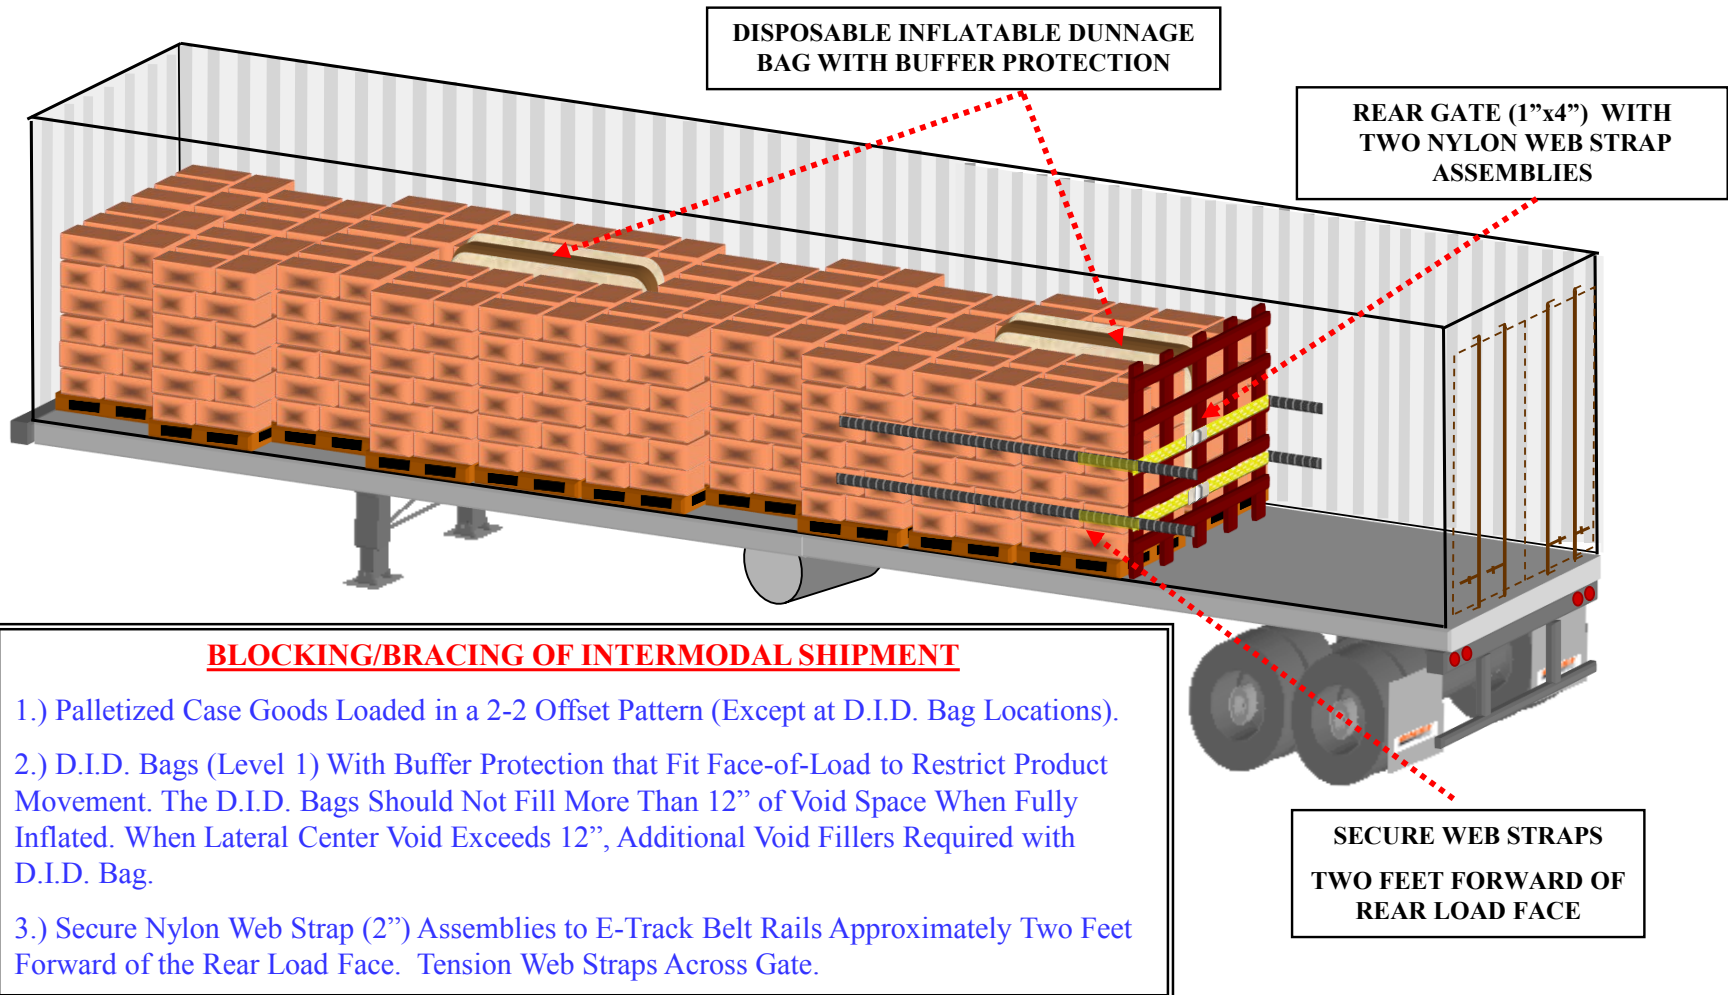 DISPOSABLE INFLATABLE DUNNAGE
BAG WITH BUFFER PROTECTION
REAR GATE (1”x4”) WITH
TWO NYLON WEB STRAP
ASSEMBLIES
BLOCKING/BRACING OF INTERMODAL SHIPMENT
1.) Palletized Case Goods Loaded in a 2-2 Offset Pattern (Except at D.I.D. Bag Locations).
2.) D.I.D. Bags (Level 1) With Buffer Protection that Fit Face-of-Load to Restrict Product
Movement. The D.I.D. Bags Should Not Fill More Than 12” of Void Space When Fully
Inflated. When Lateral Center Void Exceeds 12”, Additional Void Fillers Required with
D.I.D. Bag.
3.) Secure Nylon Web Strap (2”) Assemblies to E-Track Belt Rails Approximately Two Feet
Forward of the Rear Load Face. Tension Web Straps Across Gate.
SECURE WEB STRAPS
TWO FEET FORWARD OF
REAR LOAD FACE